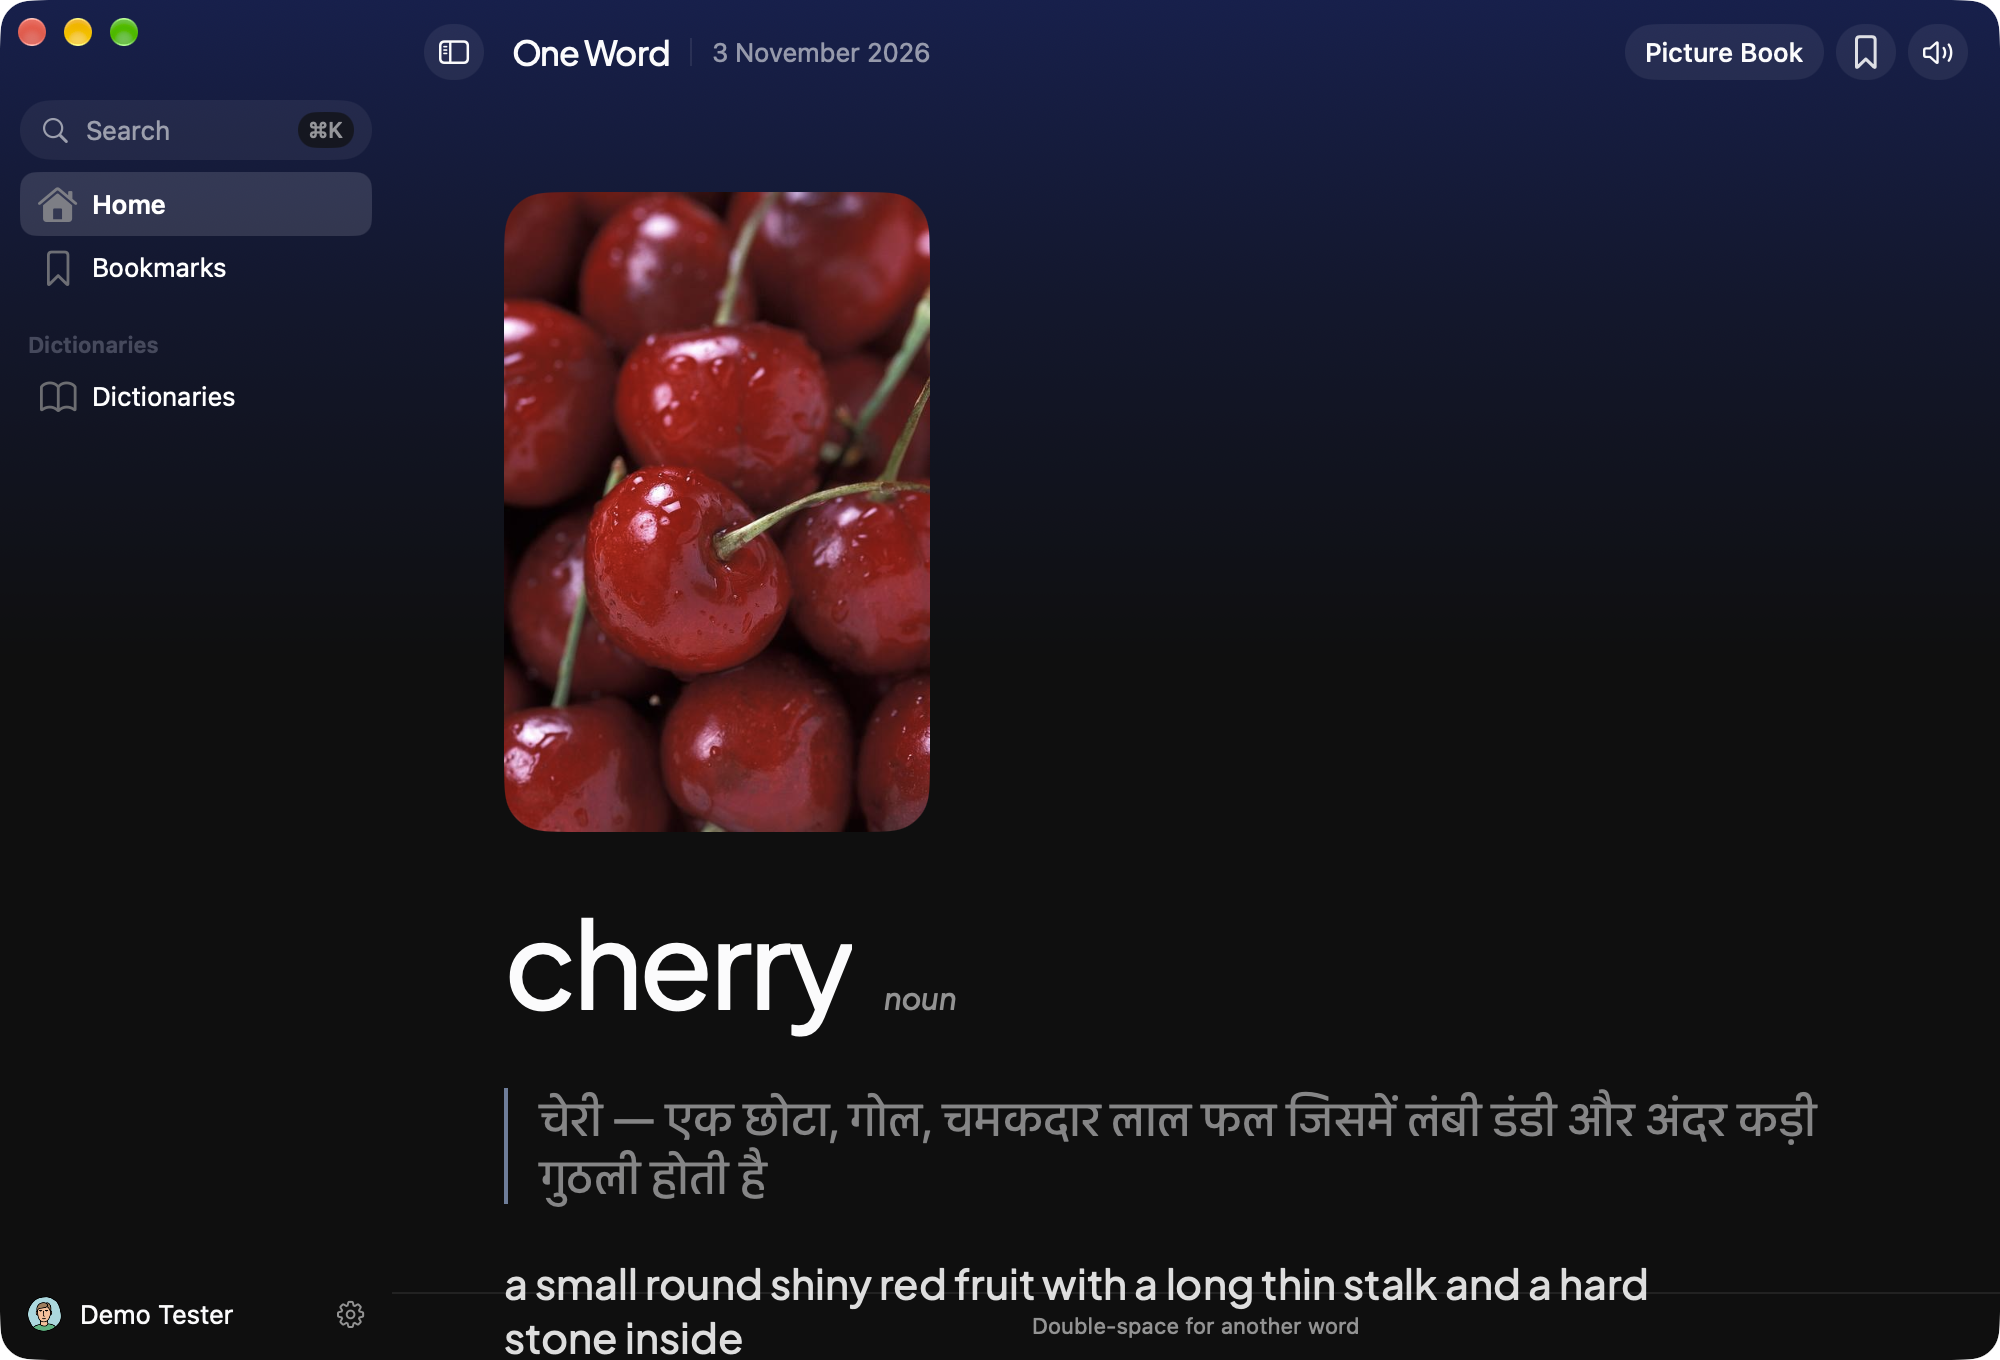 One Word
3 November 2026
Picture Book
Search
⌘K
Home
Bookmarks
Dictionaries
Dictionaries
cherry noun
चेरी — एक छोटा, गोल, चमकदार लाल फल जिसमें लंबी डंडी और अंदर कड़ी
गुठली होती है
a small round shiny red fruit with a long thin stalk and a hard
stone inside
Double-space for another word
Demo Tester